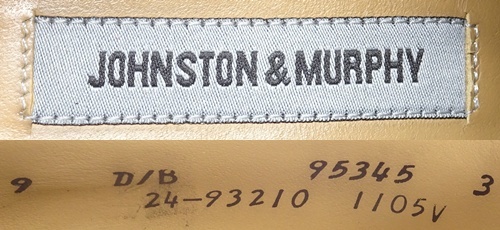 JOHNSTON & MURPHY
9 D/B 95345 3
24-93210 1105V